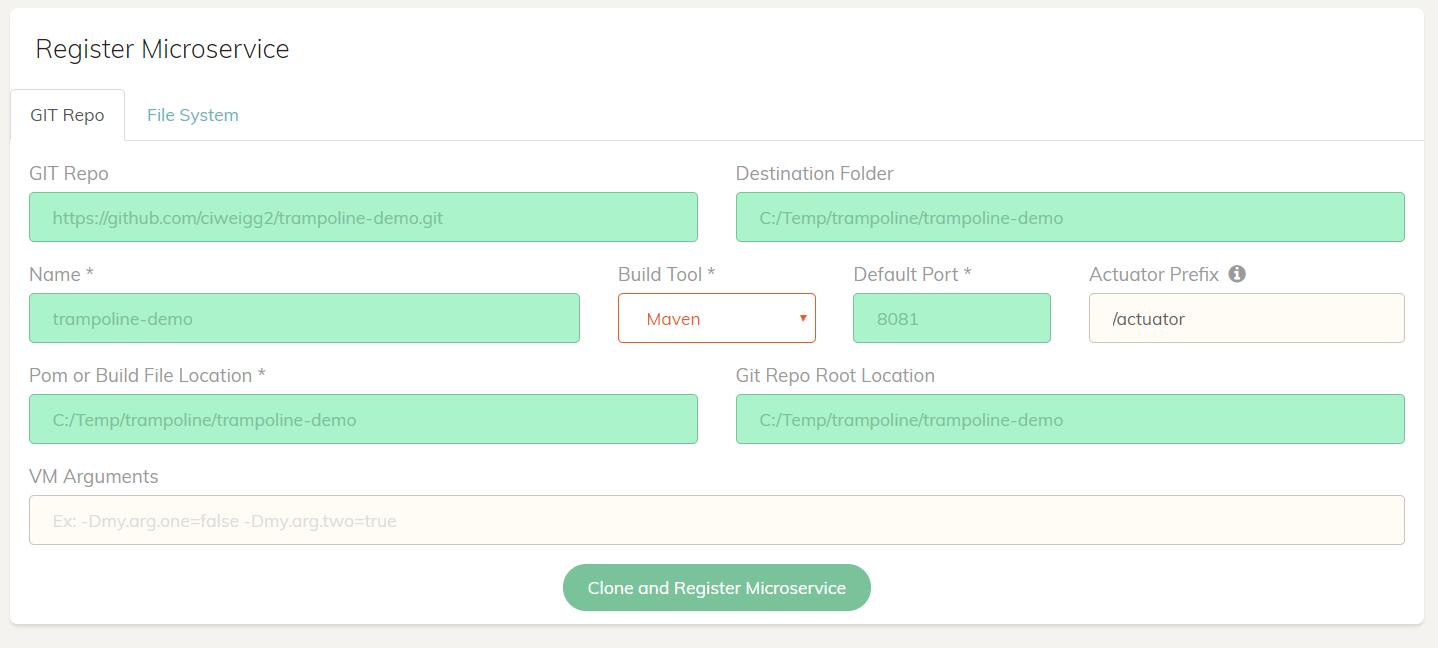 Register Microservice
GIT Repo
File System
GIT Repo
Destination Folder
https://github.com/ciweigg2/trampoline-demo.git
C:/Temp/trampoline/trampoline-demo
Name *
Build Tool *
Default Port *
Actuator Prefix
trampoline-demo
Maven
8081
/actuator
Pom or Build File Location *
Git Repo Root Location
C:/Temp/trampoline/trampoline-demo
C:/Temp/trampoline/trampoline-demo
VM Arguments
Ex: -Dmy.arg.one=false -Dmy.arg.two=true
Clone and Register Microservice